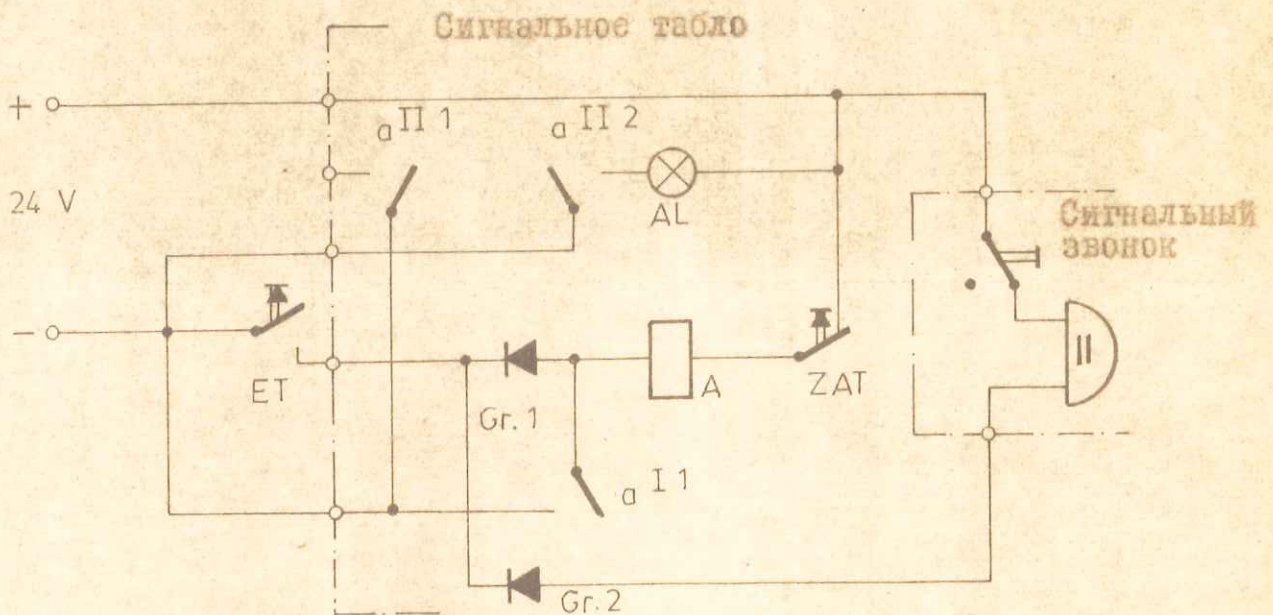 Сигнальное табло
+
a II 1
a II 2
24 V
AL
Сигнальный
звонок
-
ET
Gr.1
A
ZAT
a I 1
Gr.2